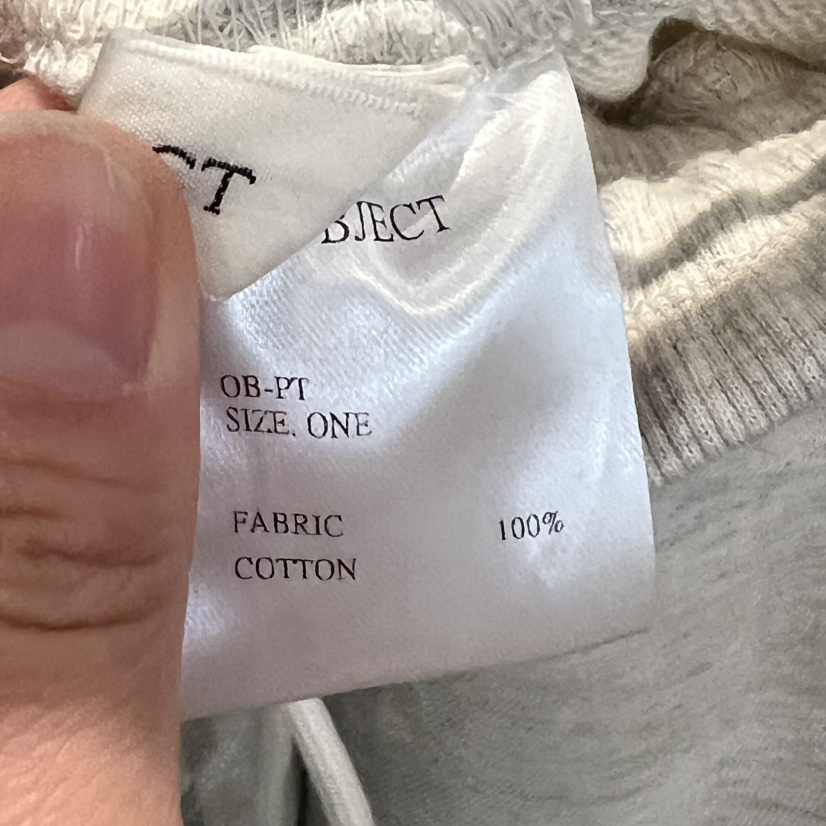 CT
BJECT
OB-PT
SIZE. ONE
FABRIC 100%
COTTON